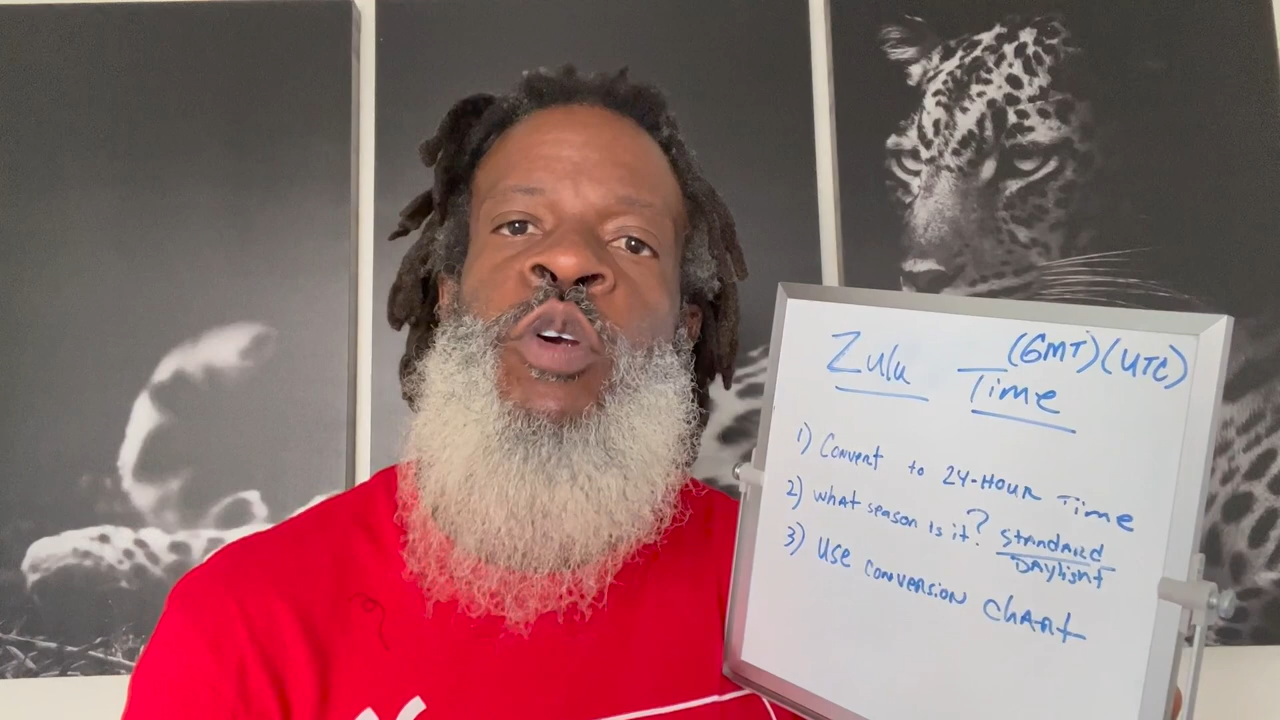 Zulu Time (GMT)(UTC)
1) Convert to 24-Hour Time
2) What season is it? Standard
Daylight
3) Use conversion chart